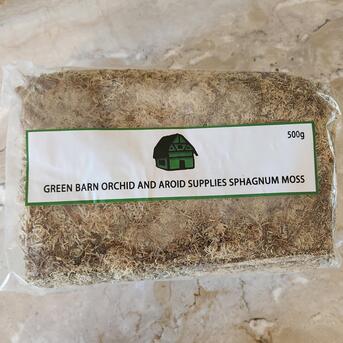 500g
GREEN BARN ORCHID AND AROID SUPPLIES SPHAGNUM MOSS